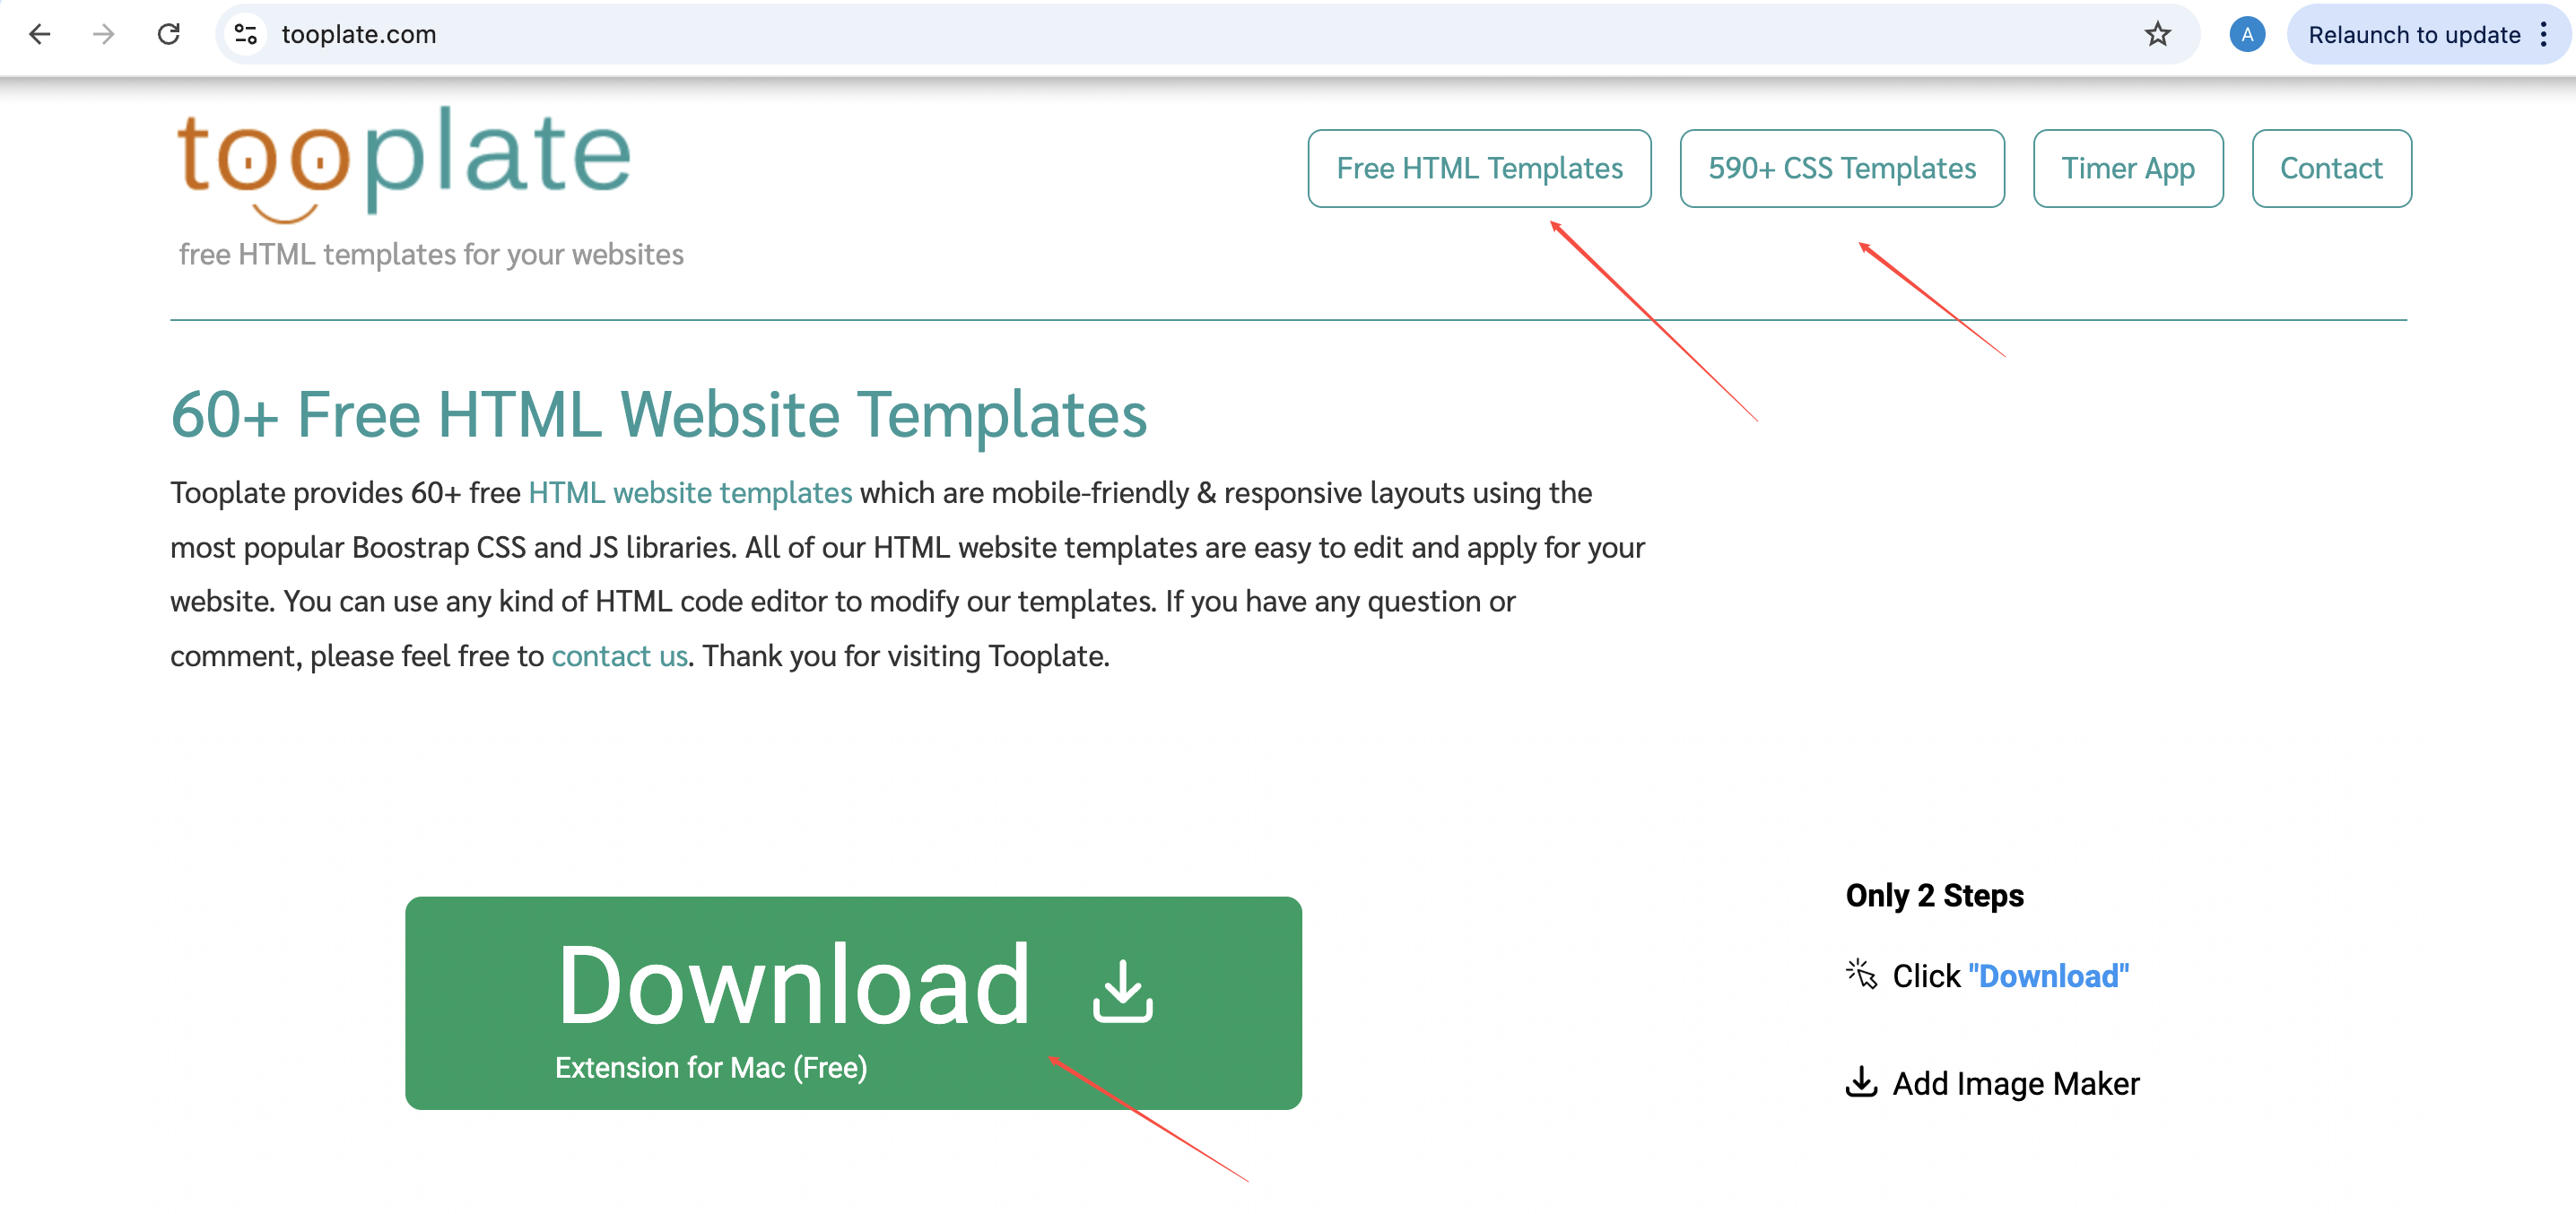 tooplate.com
A
Relaunch to update
tooplate
free HTML templates for your websites
Free HTML Templates
590+ CSS Templates
Timer App
Contact
60+ Free HTML Website Templates
Tooplate provides 60+ free HTML website templates which are mobile-friendly & responsive layouts using the
most popular Boostrap CSS and JS libraries. All of our HTML website templates are easy to edit and apply for your
website. You can use any kind of HTML code editor to modify our templates. If you have any question or
comment, please feel free to contact us. Thank you for visiting Tooplate.
Download
Extension for Mac (Free)
Only 2 Steps
Click "Download"
Add Image Maker